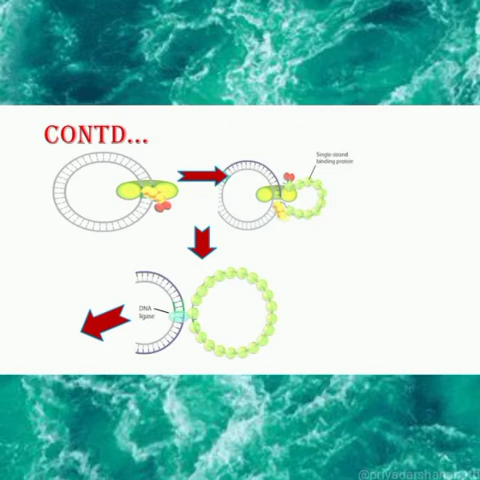 CONTD...
Single-strand
binding protein
DNA
ligase